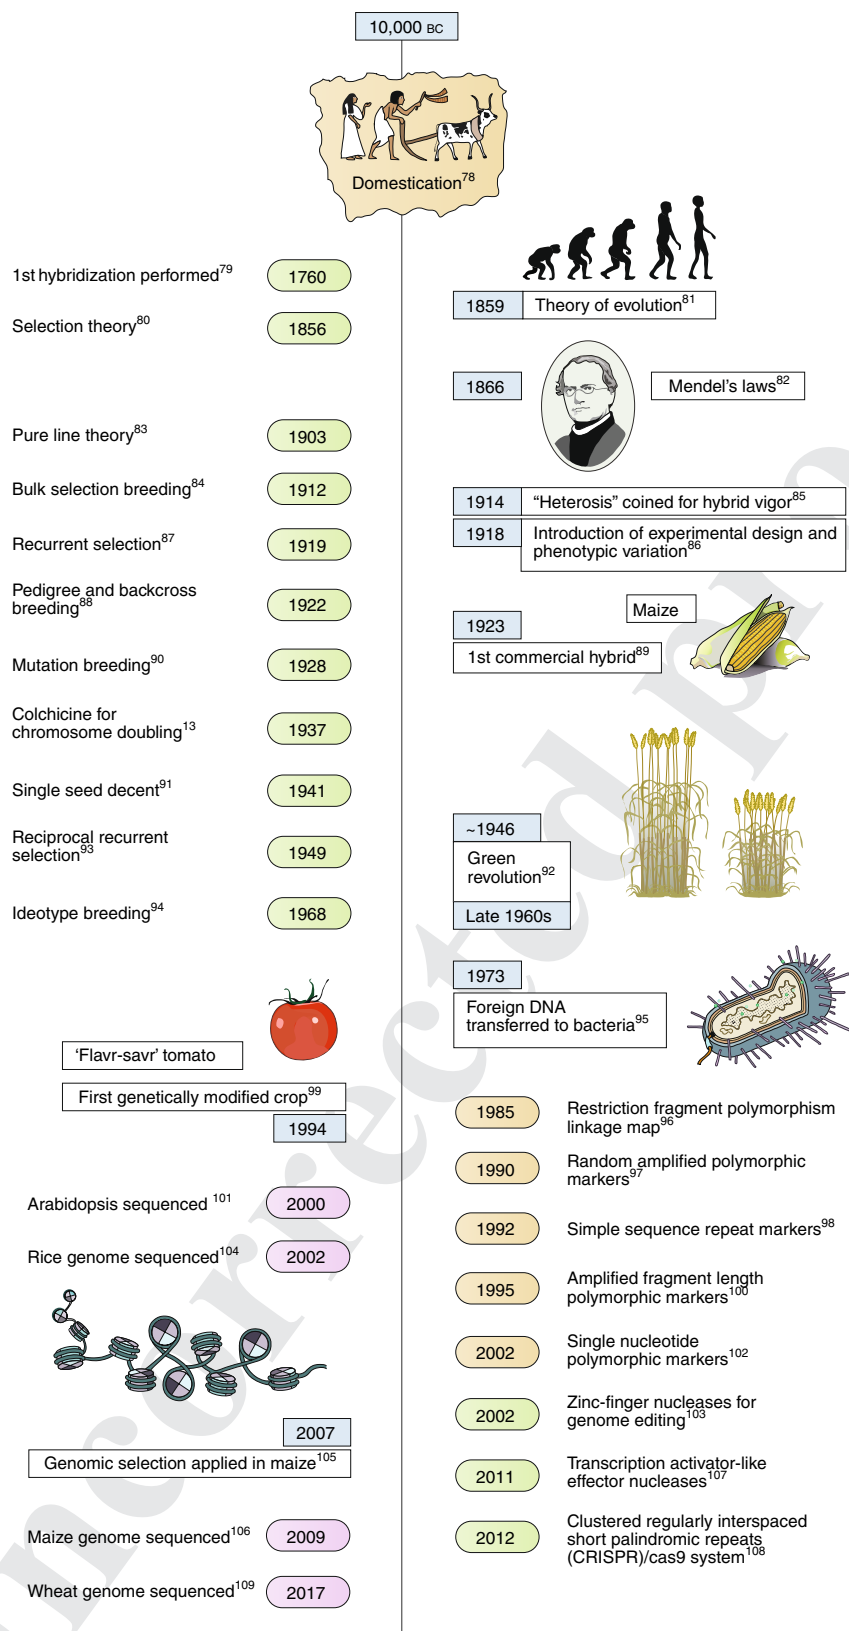 10,000 BC
Domestication78
1st hybridization performed79
1760
Selection theory80
1856
1859
Theory of evolution81
1866
Mendel's laws82
Pure line theory83
1903
Bulk selection breeding84
1912
1914
“Heterosis” coined for hybrid vigor85
1918
Introduction of experimental design and
phenotypic variation86
Recurrent selection87
1919
Pedigree and backcross
breeding88
1922
1923
Maize
1st commercial hybrid89
Mutation breeding90
1928
Colchicine for
chromosome doubling13
1937
Single seed decent91
1941
~1946
Green
revolution92
Late 1960s
Reciprocal recurrent
selection93
1949
Ideotype breeding94
1968
1973
Foreign DNA
transferred to bacteria95
'Flavr-savr' tomato
First genetically modified crop99
1994
1985
Restriction fragment polymorphism
linkage map96
1990
Random amplified polymorphic
markers97
Arabidopsis sequenced 101
2000
1992
Simple sequence repeat markers98
Rice genome sequenced104
2002
1995
Amplified fragment length
polymorphic markers100
2002
Single nucleotide
polymorphic markers102
2002
Zinc-finger nucleases for
genome editing103
2007
Genomic selection applied in maize105
2011
Transcription activator-like
effector nucleases107
Maize genome sequenced106
2009
2012
Clustered regularly interspaced
short palindromic repeats
(CRISPR)/cas9 system108
Wheat genome sequenced109
2017
ncorrected p